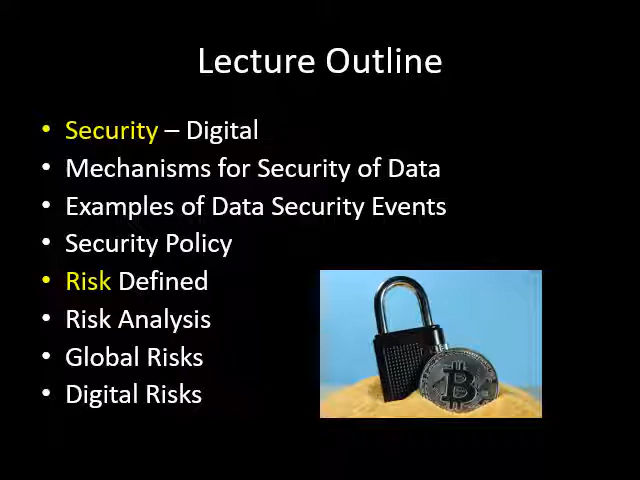 Lecture Outline
• Security – Digital
• Mechanisms for Security of Data
• Examples of Data Security Events
• Security Policy
• Risk Defined
• Risk Analysis
• Global Risks
• Digital Risks